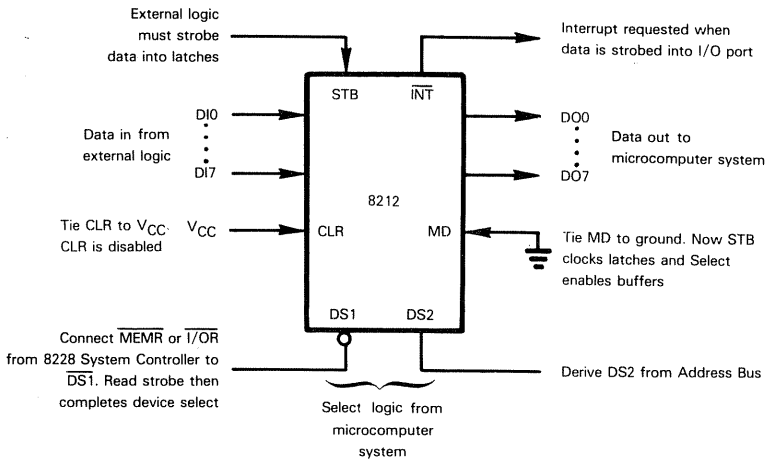 External logic
must strobe
data into latches
Interrupt requested when
data is strobed into I/O port
STB
INT
DI0
DI7
Data in from
external logic
DO0
DO7
Data out to
microcomputer system
8212
Tie CLR to VCC.
CLR is disabled
VCC
CLR
MD
Tie MD to ground. Now STB
clocks latches and Select
enables buffers
DS1
DS2
Connect MEMR or I/OR
from 8228 System Controller to
DS1. Read strobe then
completes device select
Derive DS2 from Address Bus
Select logic from
microcomputer
system